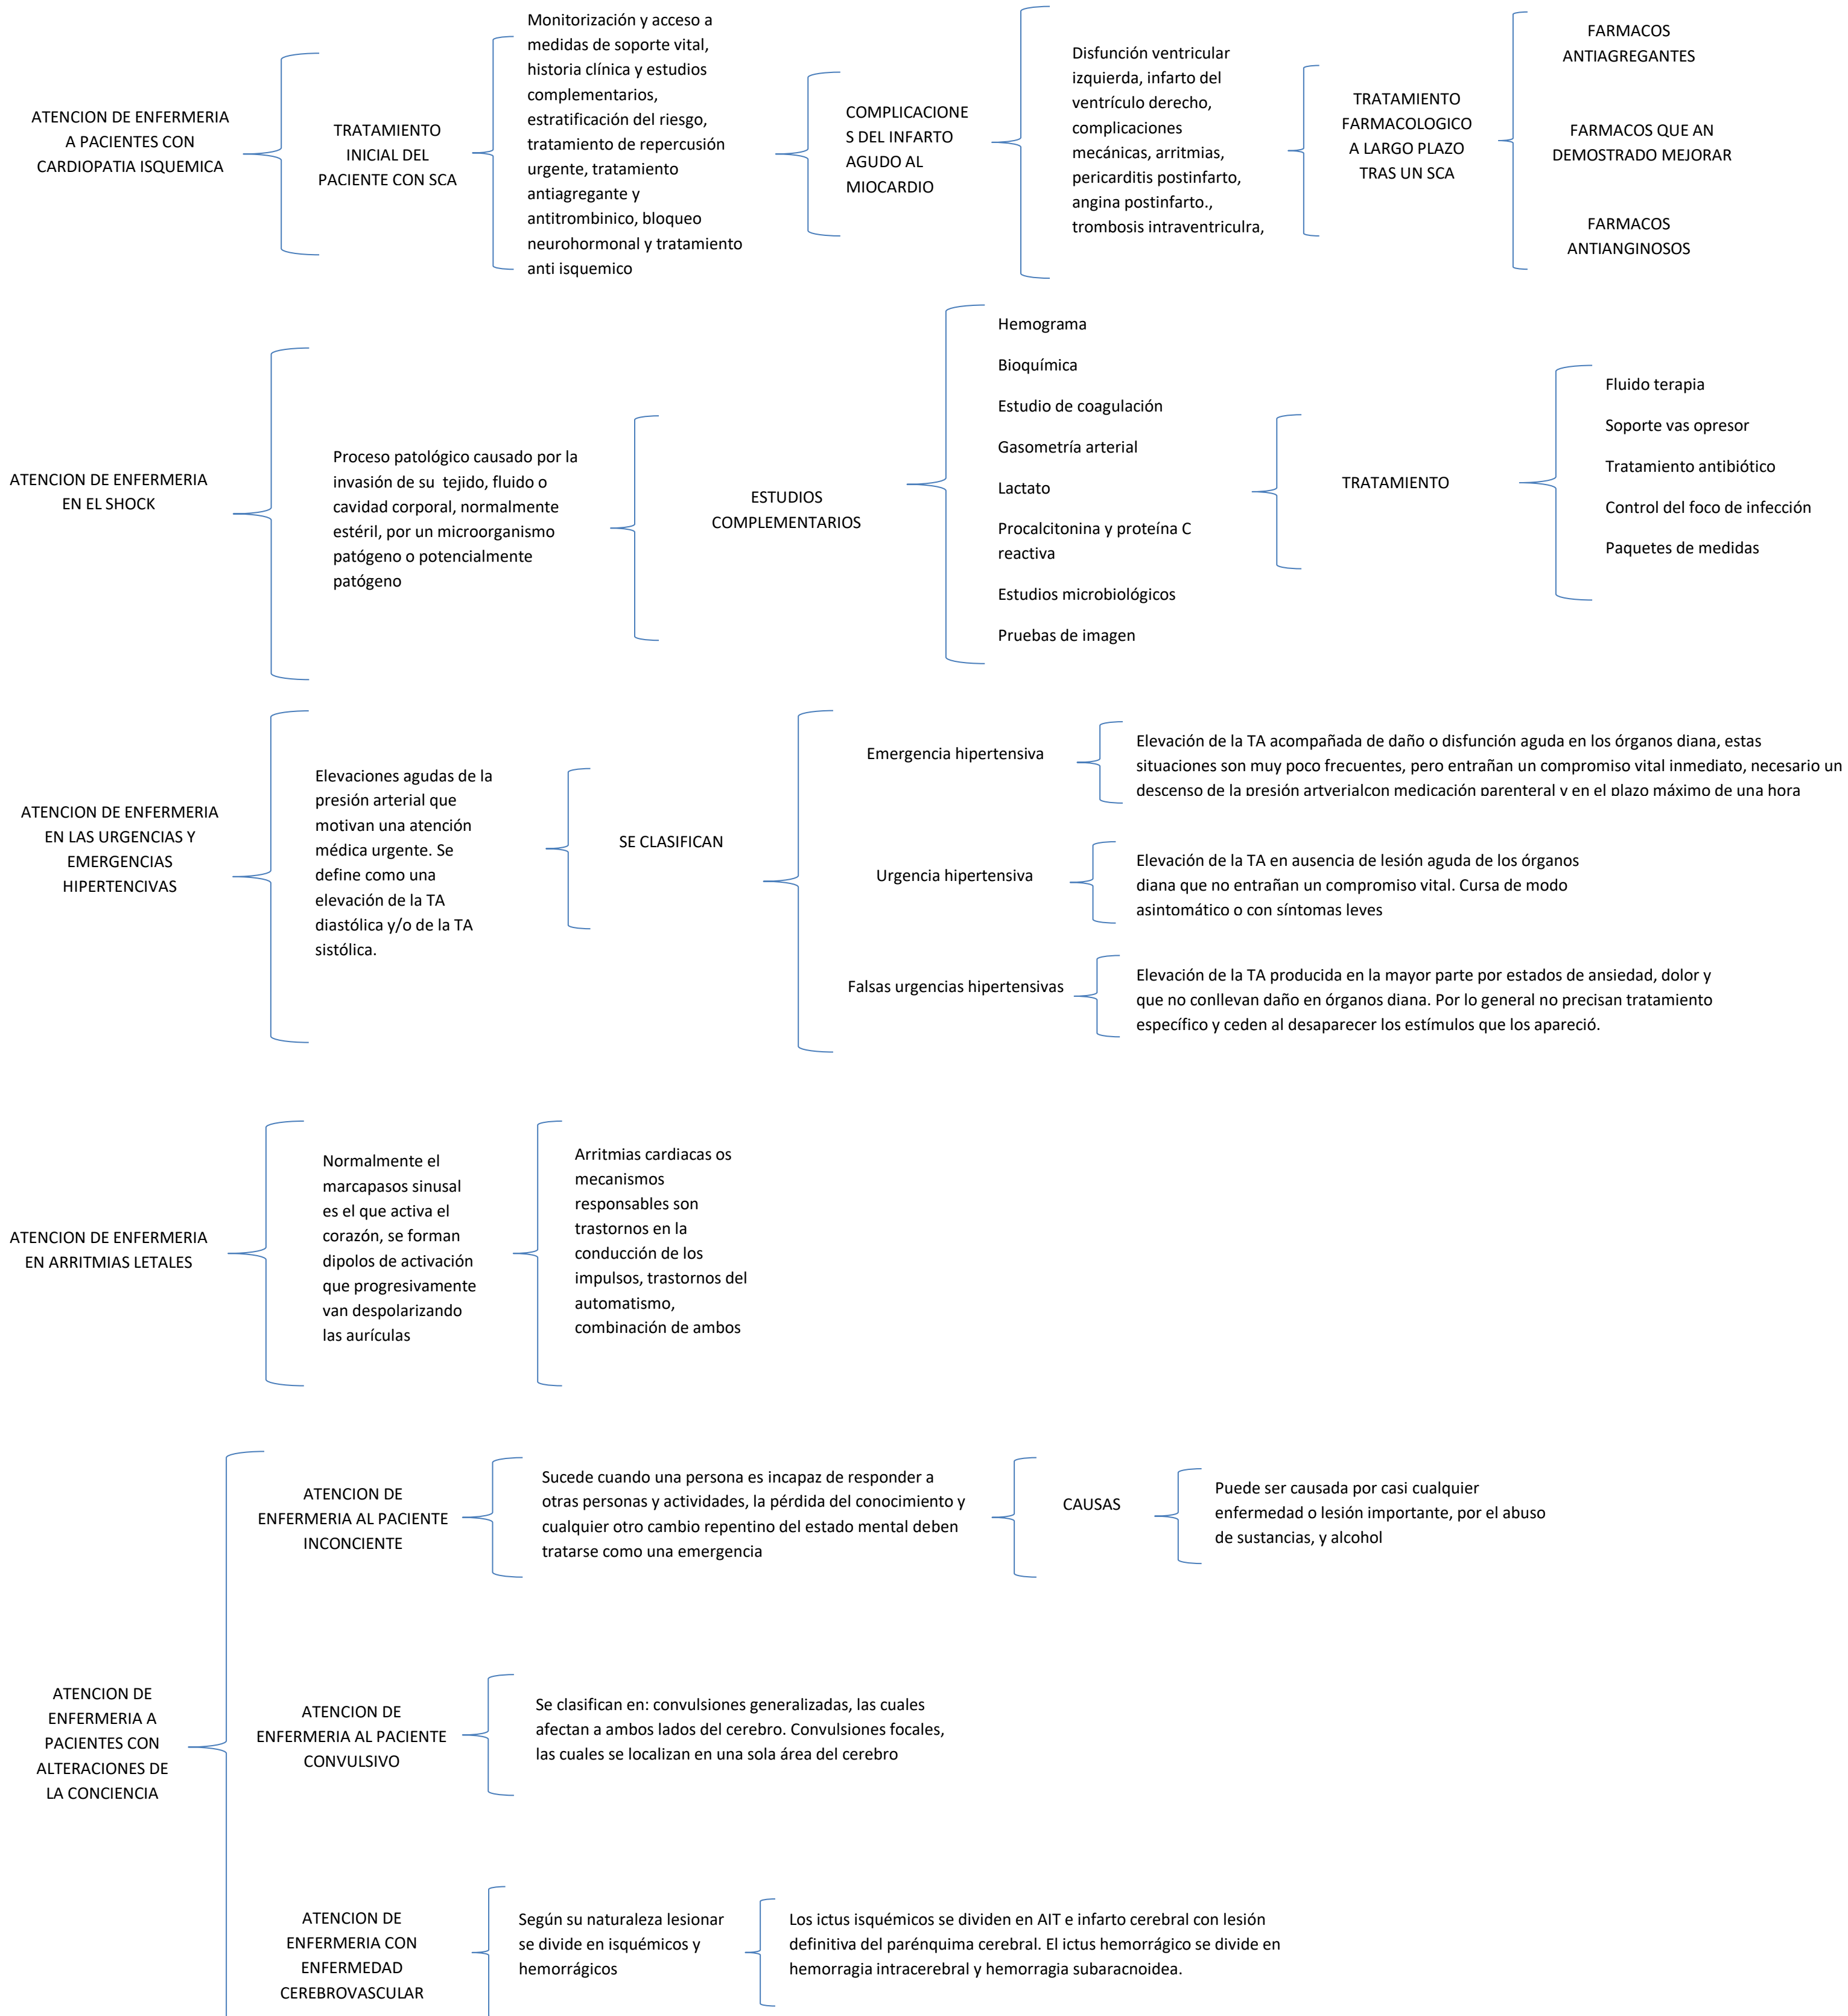 ATENCION DE ENFERMERIA
A PACIENTES CON
CARDIOPATIA ISQUEMICA
TRATAMIENTO
INICIAL DEL
PACIENTE CON SCA
Monitorización y acceso a
medidas de soporte vital,
historia clínica y estudios
complementarios,
estratificación del riesgo,
tratamiento de repercusión
urgente, tratamiento
antiagregante y
antitrombinico, bloqueo
neurohormonal y tratamiento
anti isquemico
COMPLICACIONE
S DEL INFARTO
AGUDO AL
MIOCARDIO
Disfunción ventricular
izquierda, infarto del
ventrículo derecho,
complicaciones
mecánicas, arritmias,
pericarditis postinfarto,
angina postinfarto.,
trombosis intraventriculra,
TRATAMIENTO
FARMACOLOGICO
A LARGO PLAZO
TRAS UN SCA
FARMACOS
ANTIAGREGANTES
FARMACOS QUE AN
DEMOSTRADO MEJORAR
FARMACOS
ANTIANGINOSOS
ATENCION DE ENFERMERIA
EN EL SHOCK
Proceso patológico causado por la
invasión de su  tejido, fluido o
cavidad corporal, normalmente
estéril, por un microorganismo
patógeno o potencialmente
patógeno
ESTUDIOS
COMPLEMENTARIOS
Hemograma
Bioquímica
Estudio de coagulación
Gasometría arterial
Lactato
Procalcitonina y proteína C
reactiva
Estudios microbiológicos
Pruebas de imagen
TRATAMIENTO
Fluido terapia
Soporte vas opresor
Tratamiento antibiótico
Control del foco de infección
Paquetes de medidas
ATENCION DE ENFERMERIA
EN LAS URGENCIAS Y
EMERGENCIAS
HIPERTENCIVAS
Elevaciones agudas de la
presión arterial que
motivan una atención
médica urgente. Se
define como una
elevación de la TA
diastólica y/o de la TA
sistólica.
SE CLASIFICAN
Emergencia hipertensiva
Elevación de la TA acompañada de daño o disfunción aguda en los órganos diana, estas
situaciones son muy poco frecuentes, pero entrañan un compromiso vital inmediato, necesario un
descenso de la presión artverialcon medicación parenteral y en el plazo máximo de una hora
Urgencia hipertensiva
Elevación de la TA en ausencia de lesión aguda de los órganos
diana que no entrañan un compromiso vital. Cursa de modo
asintomático o con síntomas leves
Falsas urgencias hipertensivas
Elevación de la TA producida en la mayor parte por estados de ansiedad, dolor y
que no conllevan daño en órganos diana. Por lo general no precisan tratamiento
específico y ceden al desaparecer los estímulos que los apareció.
ATENCION DE ENFERMERIA
EN ARRITMIAS LETALES
Normalmente el
marcapasos sinusal
es el que activa el
corazón, se forman
dipolos de activación
que progresivamente
van despolarizando
las aurículas
Arritmias cardiacas os
mecanismos
responsables son
trastornos en la
conducción de los
impulsos, trastornos del
automatismo,
combinación de ambos
ATENCION DE
ENFERMERIA A
PACIENTES CON
ALTERACIONES DE
LA CONCIENCIA
ATENCION DE
ENFERMERIA AL PACIENTE
INCONCIENTE
Sucede cuando una persona es incapaz de responder a
otras personas y actividades, la pérdida del conocimiento y
cualquier otro cambio repentino del estado mental deben
tratarse como una emergencia
CAUSAS
Puede ser causada por casi cualquier
enfermedad o lesión importante, por el abuso
de sustancias, y alcohol
ATENCION DE
ENFERMERIA AL PACIENTE
CONVULSIVO
Se clasifican en: convulsiones generalizadas, las cuales
afectan a ambos lados del cerebro. Convulsiones focales,
las cuales se localizan en una sola área del cerebro
ATENCION DE
ENFERMERIA CON
ENFERMEDAD
CEREBROVASCULAR
Según su naturaleza lesionar
se divide en isquémicos y
hemorrágicos
Los ictus isquémicos se dividen en AIT e infarto cerebral con lesión
definitiva del parénquima cerebral. El ictus hemorrágico se divide en
hemorragia intracerebral y hemorragia subaracnoidea.